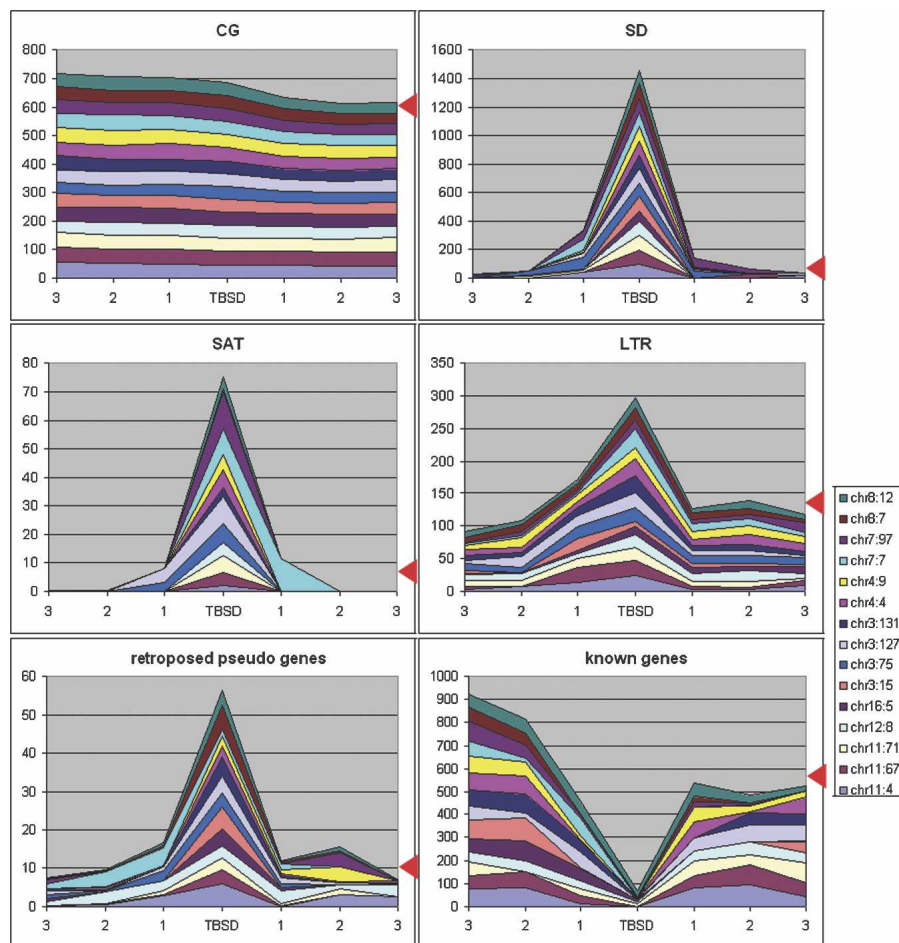 CG
800
700
600
500
400
300
200
100
0
3 2 1 TBSD 1 2 3
SD
1600
1400
1200
1000
800
600
400
200
0
3 2 1 TBSD 1 2 3
SAT
80
70
60
50
40
30
20
10
0
3 2 1 TBSD 1 2 3
LTR
350
300
250
200
150
100
50
0
3 2 1 TBSD 1 2 3
retroposed pseudo genes
60
50
40
30
20
10
0
3 2 1 TBSD 1 2 3
known genes
1000
900
800
700
600
500
400
300
200
100
0
3 2 1 TBSD 1 2 3
chr8:12
chr8:7
chr7:97
chr7:7
chr4:9
chr4:4
chr3:131
chr3:127
chr3:75
chr3:15
chr16:5
chr12:8
chr11:71
chr11:67
chr11:4